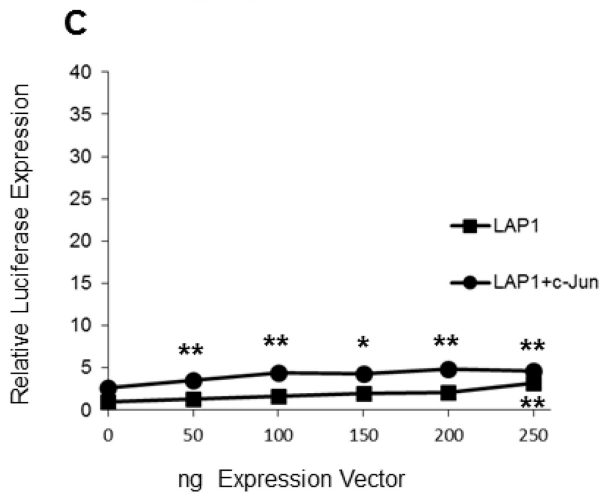 C
Relative Luciferase Expression
40
35
30
25
20
15
10
5
0
LAP1
LAP1+c-Jun
** ** * ** **
**
0 50 100 150 200 250
ng Expression Vector